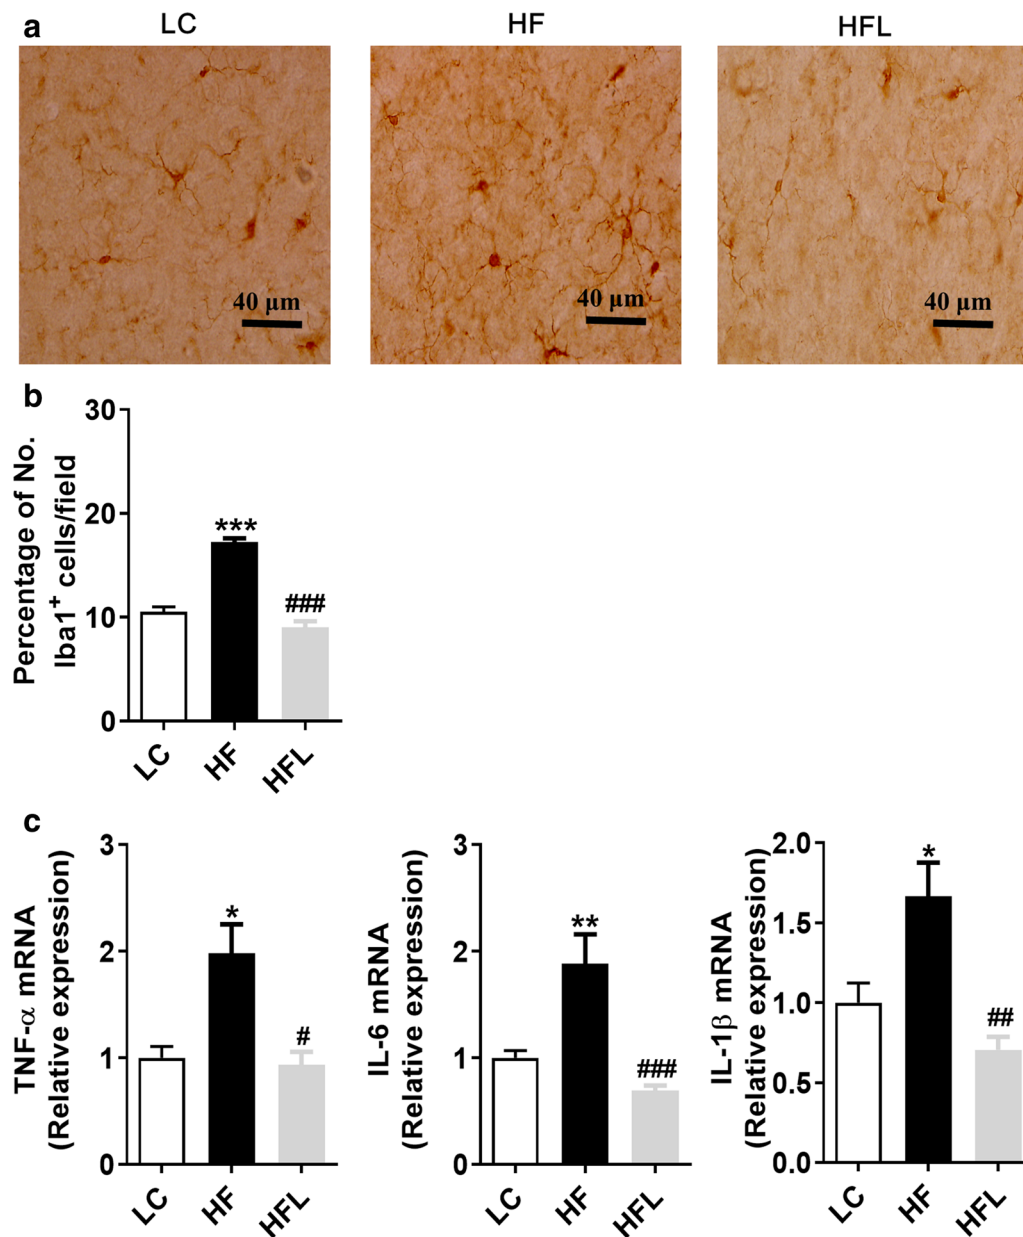 a
LC
HF
HFL
40 μm
40 μm
40 μm
b
Percentage of No.
Iba1+ cells/field
30
20
10
0
***
###
LC
HF
HFL
c
TNF-α mRNA
(Relative expression)
3
2
1
0
*
#
LC
HF
HFL
IL-6 mRNA
(Relative expression)
3
2
1
0
**
###
LC
HF
HFL
IL-1β mRNA
(Relative expression)
2.0
1.5
1.0
0.5
0.0
*
##
LC
HF
HFL